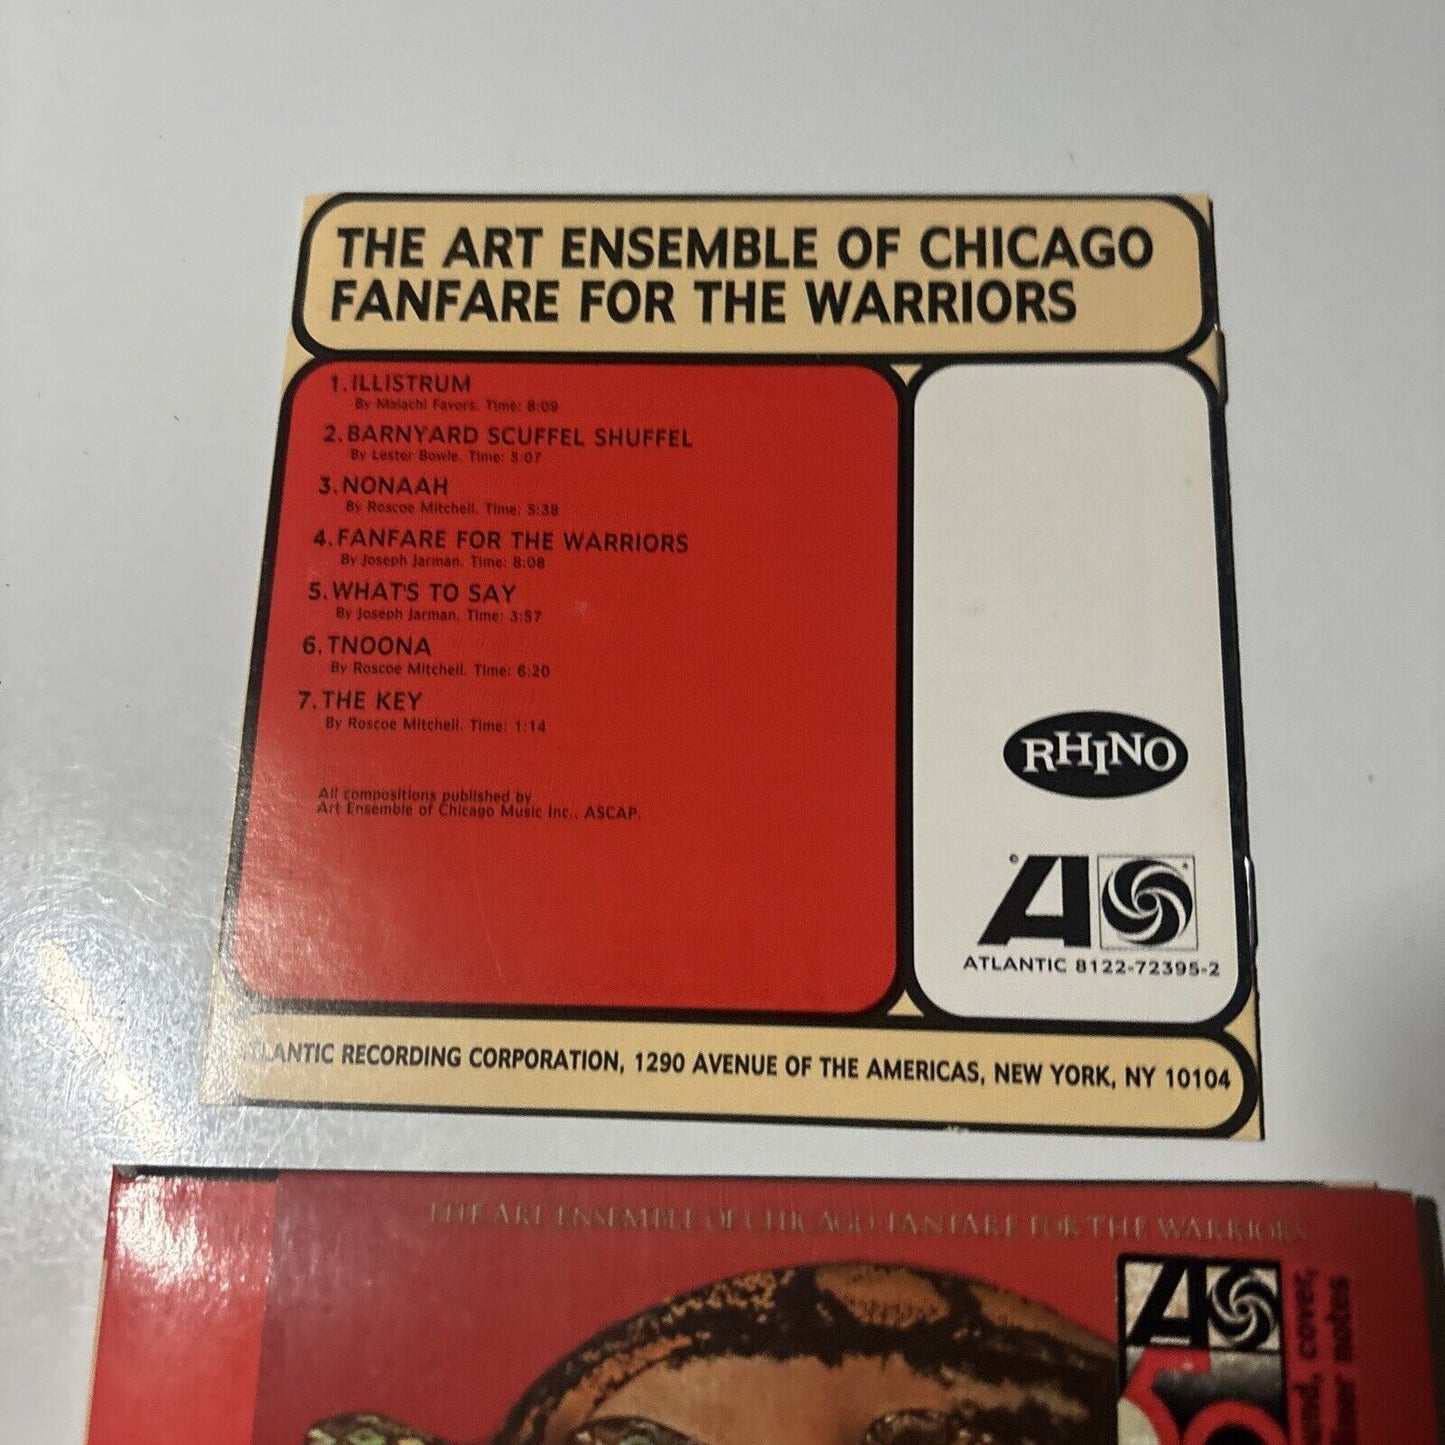 THE ART ENSEMBLE OF CHICAGO
FANFARE FOR THE WARRIORS
1. ILLISTRUM
By Malachi Favors. Time: 8:09
2. BARNYARD SCUFFEL SHUFFEL
By Lester Bowie. Time: 5:07
3. NONAAH
By Roscoe Mitchell. Time: 5:38
4. FANFARE FOR THE WARRIORS
By Joseph Jarman. Time: 8:08
5. WHAT'S TO SAY
By Joseph Jarman. Time: 3:57
6. TNOONA
By Roscoe Mitchell. Time: 6:20
7. THE KEY
By Roscoe Mitchell. Time: 1:14
All compositions published by
Art Ensemble of Chicago Music Inc., ASCAP.
RHINO
A
ATLANTIC 8122-72395-2
ATLANTIC RECORDING CORPORATION, 1290 AVENUE OF THE AMERICAS, NEW YORK, NY 10104
THE ART ENSEMBLE OF CHICAGO FANFARE FOR THE WARRIORS
A
cover,
notes